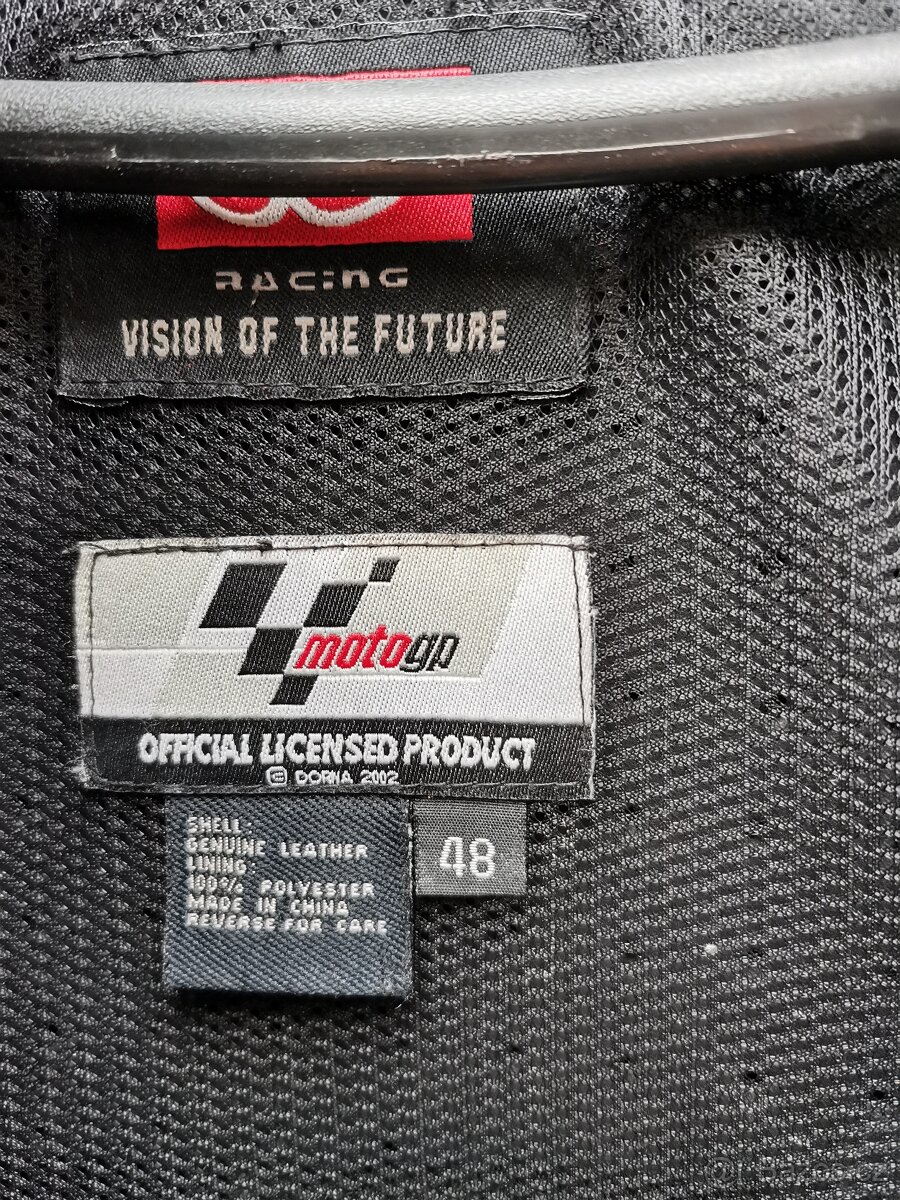 RACING
VISION OF THE FUTURE
motogp
OFFICIAL LICENSED PRODUCT
© DORNA 2002
SHELL
GENUINE LEATHER
LINING
100% POLYESTER
MADE IN CHINA
REVERSE FOR CARE
48